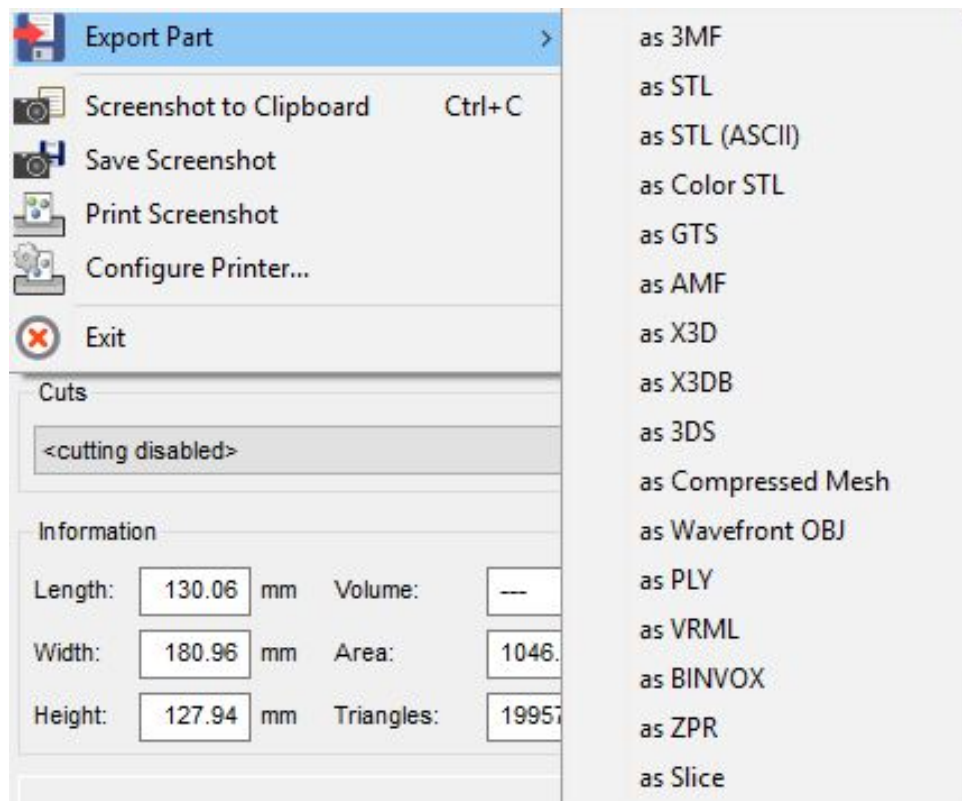 Export Part >
Screenshot to Clipboard Ctrl+C
Save Screenshot
Print Screenshot
Configure Printer...
Exit
Cuts
<cutting disabled>
Information
Length: 130.06 mm Volume: ---
Width: 180.96 mm Area: 1046.
Height: 127.94 mm Triangles: 19957
as 3MF
as STL
as STL (ASCII)
as Color STL
as GTS
as AMF
as X3D
as X3DB
as 3DS
as Compressed Mesh
as Wavefront OBJ
as PLY
as VRML
as BINVOX
as ZPR
as Slice